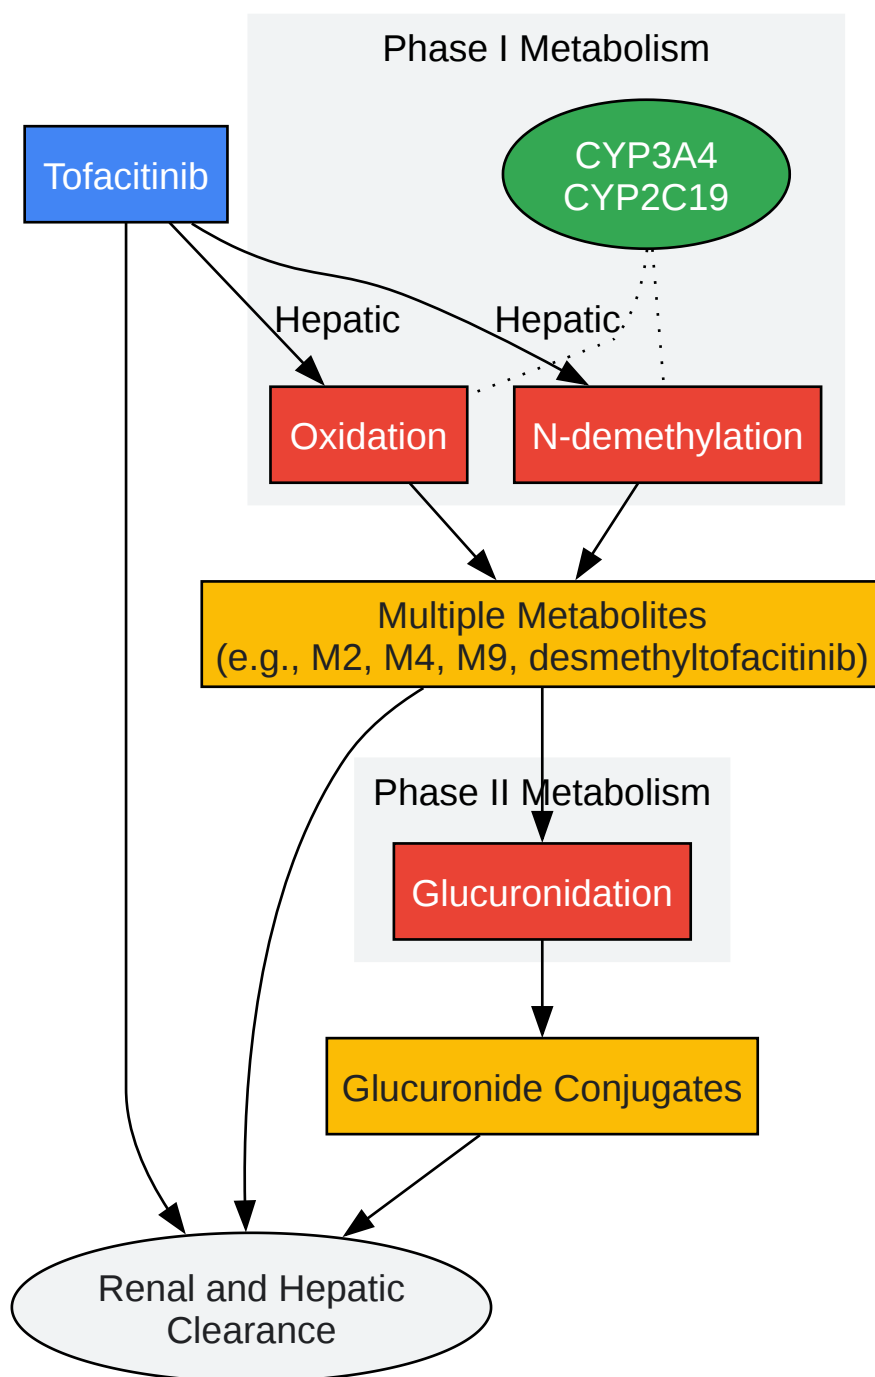 Phase I Metabolism
Tofacitinib
CYP3A4
CYP2C19
Hepatic
Hepatic
Oxidation
N-demethylation
Multiple Metabolites
(e.g., M2, M4, M9, desmethyltofacitinib)
Phase II Metabolism
Glucuronidation
Glucuronide Conjugates
Renal and Hepatic
Clearance